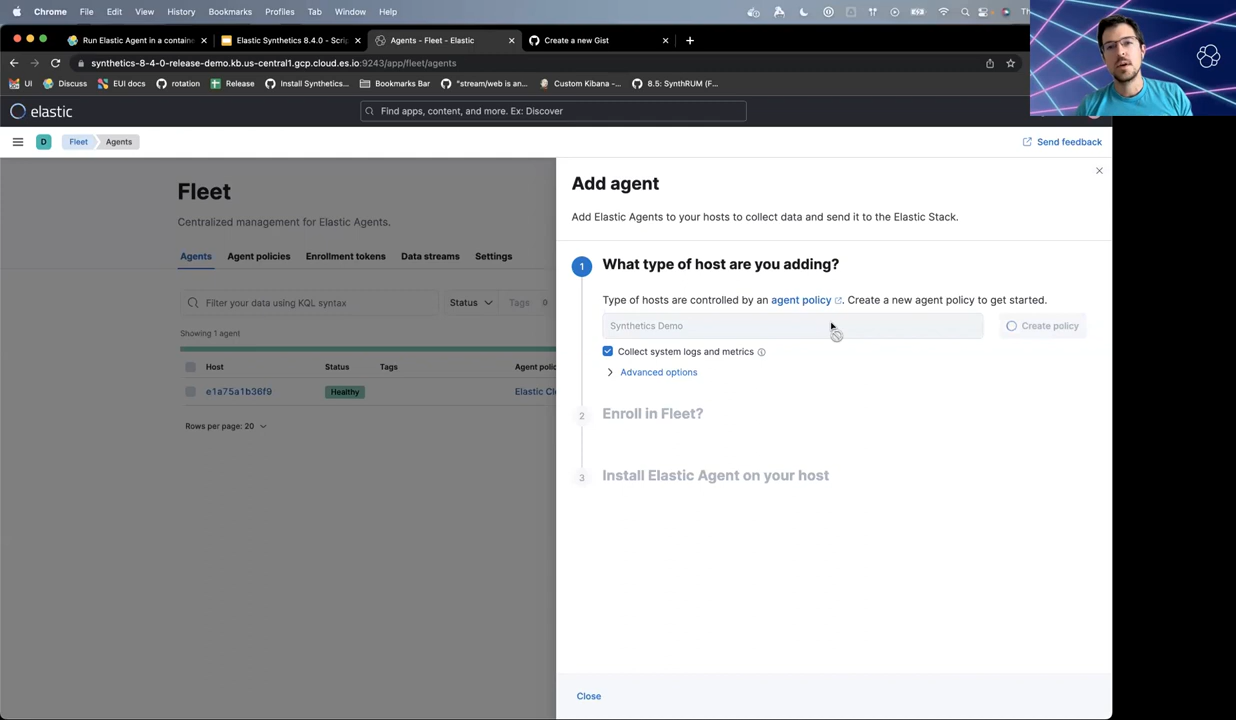 Chrome File Edit View History Bookmarks Profiles Tab Window Help
Run Elastic Agent in a containe
Elastic Synthetics 8.4.0 - Scri
Agents - Fleet - Elastic
Create a new Gist
synthetics-8-4-0-release-demo.kb.us-central1.gcp.cloud.es.io:9243/app/fleet/agents
UI Discuss EUI docs rotation Release Install Synthetics... Bookmarks Bar "stream/web is an... Custom Kibana -... 8.5: SynthRUM (F...
elastic
Find apps, content, and more. Ex: Discover
D Fleet Agents
Send feedback
Fleet
Centralized management for Elastic Agents.
Agents Agent policies Enrollment tokens Data streams Settings
Filter your data using KQL syntax Status Tags 0
Showing 1 agent
Host Status Tags Agent polic
e1a75a1b36f9 Healthy Elastic Clo
Rows per page: 20
Add agent
Add Elastic Agents to your hosts to collect data and send it to the Elastic Stack.
1 What type of host are you adding?
Type of hosts are controlled by an agent policy. Create a new agent policy to get started.
Synthetics Demo Create policy
Collect system logs and metrics
Advanced options
2 Enroll in Fleet?
3 Install Elastic Agent on your host
Close